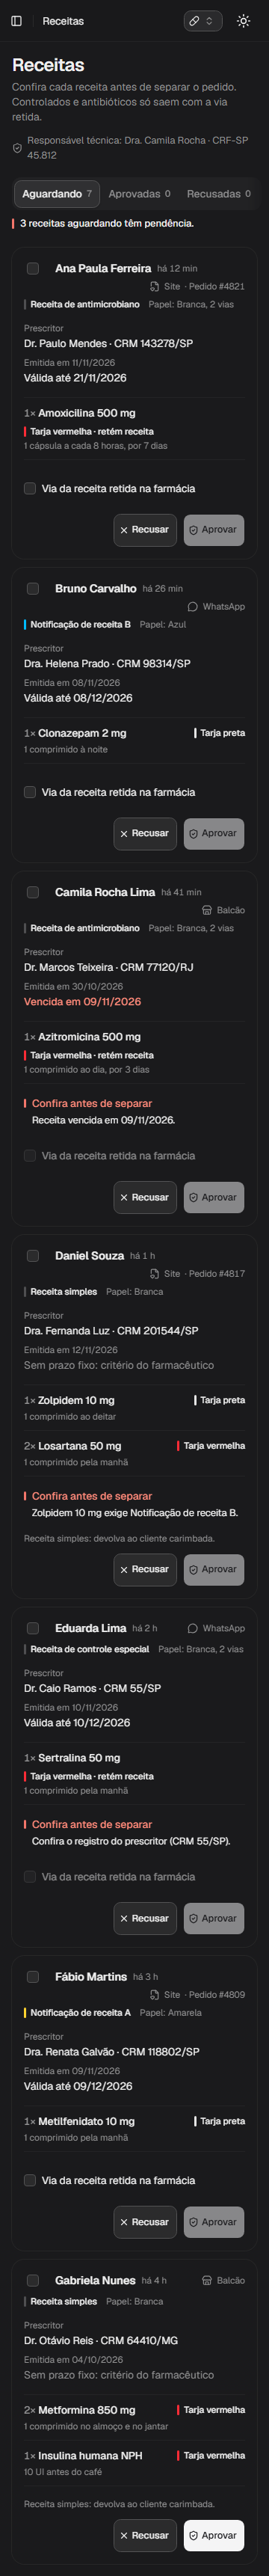 Receitas
Receitas
Confira cada receita antes de separar o pedido.
Controlados e antibióticos só saem com a via
retida.
Responsável técnica: Dra. Camila Rocha · CRF-SP
45.812
Aguardando 7 Aprovadas 0 Recusadas 0
3 receitas aguardando têm pendência.
Ana Paula Ferreira há 12 min
Site · Pedido #4821
Receita de antimicrobiano Papel: Branca, 2 vias
Prescritor
Dr. Paulo Mendes · CRM 143278/SP
Emitida em 11/11/2026
Válida até 21/11/2026
1× Amoxicilina 500 mg
Tarja vermelha · retém receita
1 cápsula a cada 8 horas, por 7 dias
Via da receita retida na farmácia
Recusar Aprovar
Bruno Carvalho há 26 min
WhatsApp
Notificação de receita B Papel: Azul
Prescritor
Dra. Helena Prado · CRM 98314/SP
Emitida em 08/11/2026
Válida até 08/12/2026
1× Clonazepam 2 mg Tarja preta
1 comprimido à noite
Via da receita retida na farmácia
Recusar Aprovar
Camila Rocha Lima há 41 min
Balcão
Receita de antimicrobiano Papel: Branca, 2 vias
Prescritor
Dr. Marcos Teixeira · CRM 77120/RJ
Emitida em 30/10/2026
Vencida em 09/11/2026
1× Azitromicina 500 mg
Tarja vermelha · retém receita
1 comprimido ao dia, por 3 dias
Confira antes de separar
Receita vencida em 09/11/2026.
Via da receita retida na farmácia
Recusar Aprovar
Daniel Souza há 1 h
Site · Pedido #4817
Receita simples Papel: Branca
Prescritor
Dra. Fernanda Luz · CRM 201544/SP
Emitida em 12/11/2026
Sem prazo fixo: critério do farmacêutico
1× Zolpidem 10 mg Tarja preta
1 comprimido ao deitar
2× Losartana 50 mg Tarja vermelha
1 comprimido pela manhã
Confira antes de separar
Zolpidem 10 mg exige Notificação de receita B.
Receita simples: devolva ao cliente carimbada.
Recusar Aprovar
Eduarda Lima há 2 h WhatsApp
Receita de controle especial Papel: Branca, 2 vias
Prescritor
Dr. Caio Ramos · CRM 55/SP
Emitida em 10/11/2026
Válida até 10/12/2026
1× Sertralina 50 mg
Tarja vermelha · retém receita
1 comprimido pela manhã
Confira antes de separar
Confira o registro do prescritor (CRM 55/SP).
Via da receita retida na farmácia
Recusar Aprovar
Fábio Martins há 3 h
Site · Pedido #4809
Notificação de receita A Papel: Amarela
Prescritor
Dra. Renata Galvão · CRM 118802/SP
Emitida em 09/11/2026
Válida até 09/12/2026
1× Metilfenidato 10 mg Tarja preta
1 comprimido pela manhã
Via da receita retida na farmácia
Recusar Aprovar
Gabriela Nunes há 4 h Balcão
Receita simples Papel: Branca
Prescritor
Dr. Otávio Reis · CRM 64410/MG
Emitida em 04/10/2026
Sem prazo fixo: critério do farmacêutico
2× Metformina 850 mg Tarja vermelha
1 comprimido no almoço e no jantar
1× Insulina humana NPH Tarja vermelha
10 UI antes do café
Receita simples: devolva ao cliente carimbada.
Recusar Aprovar